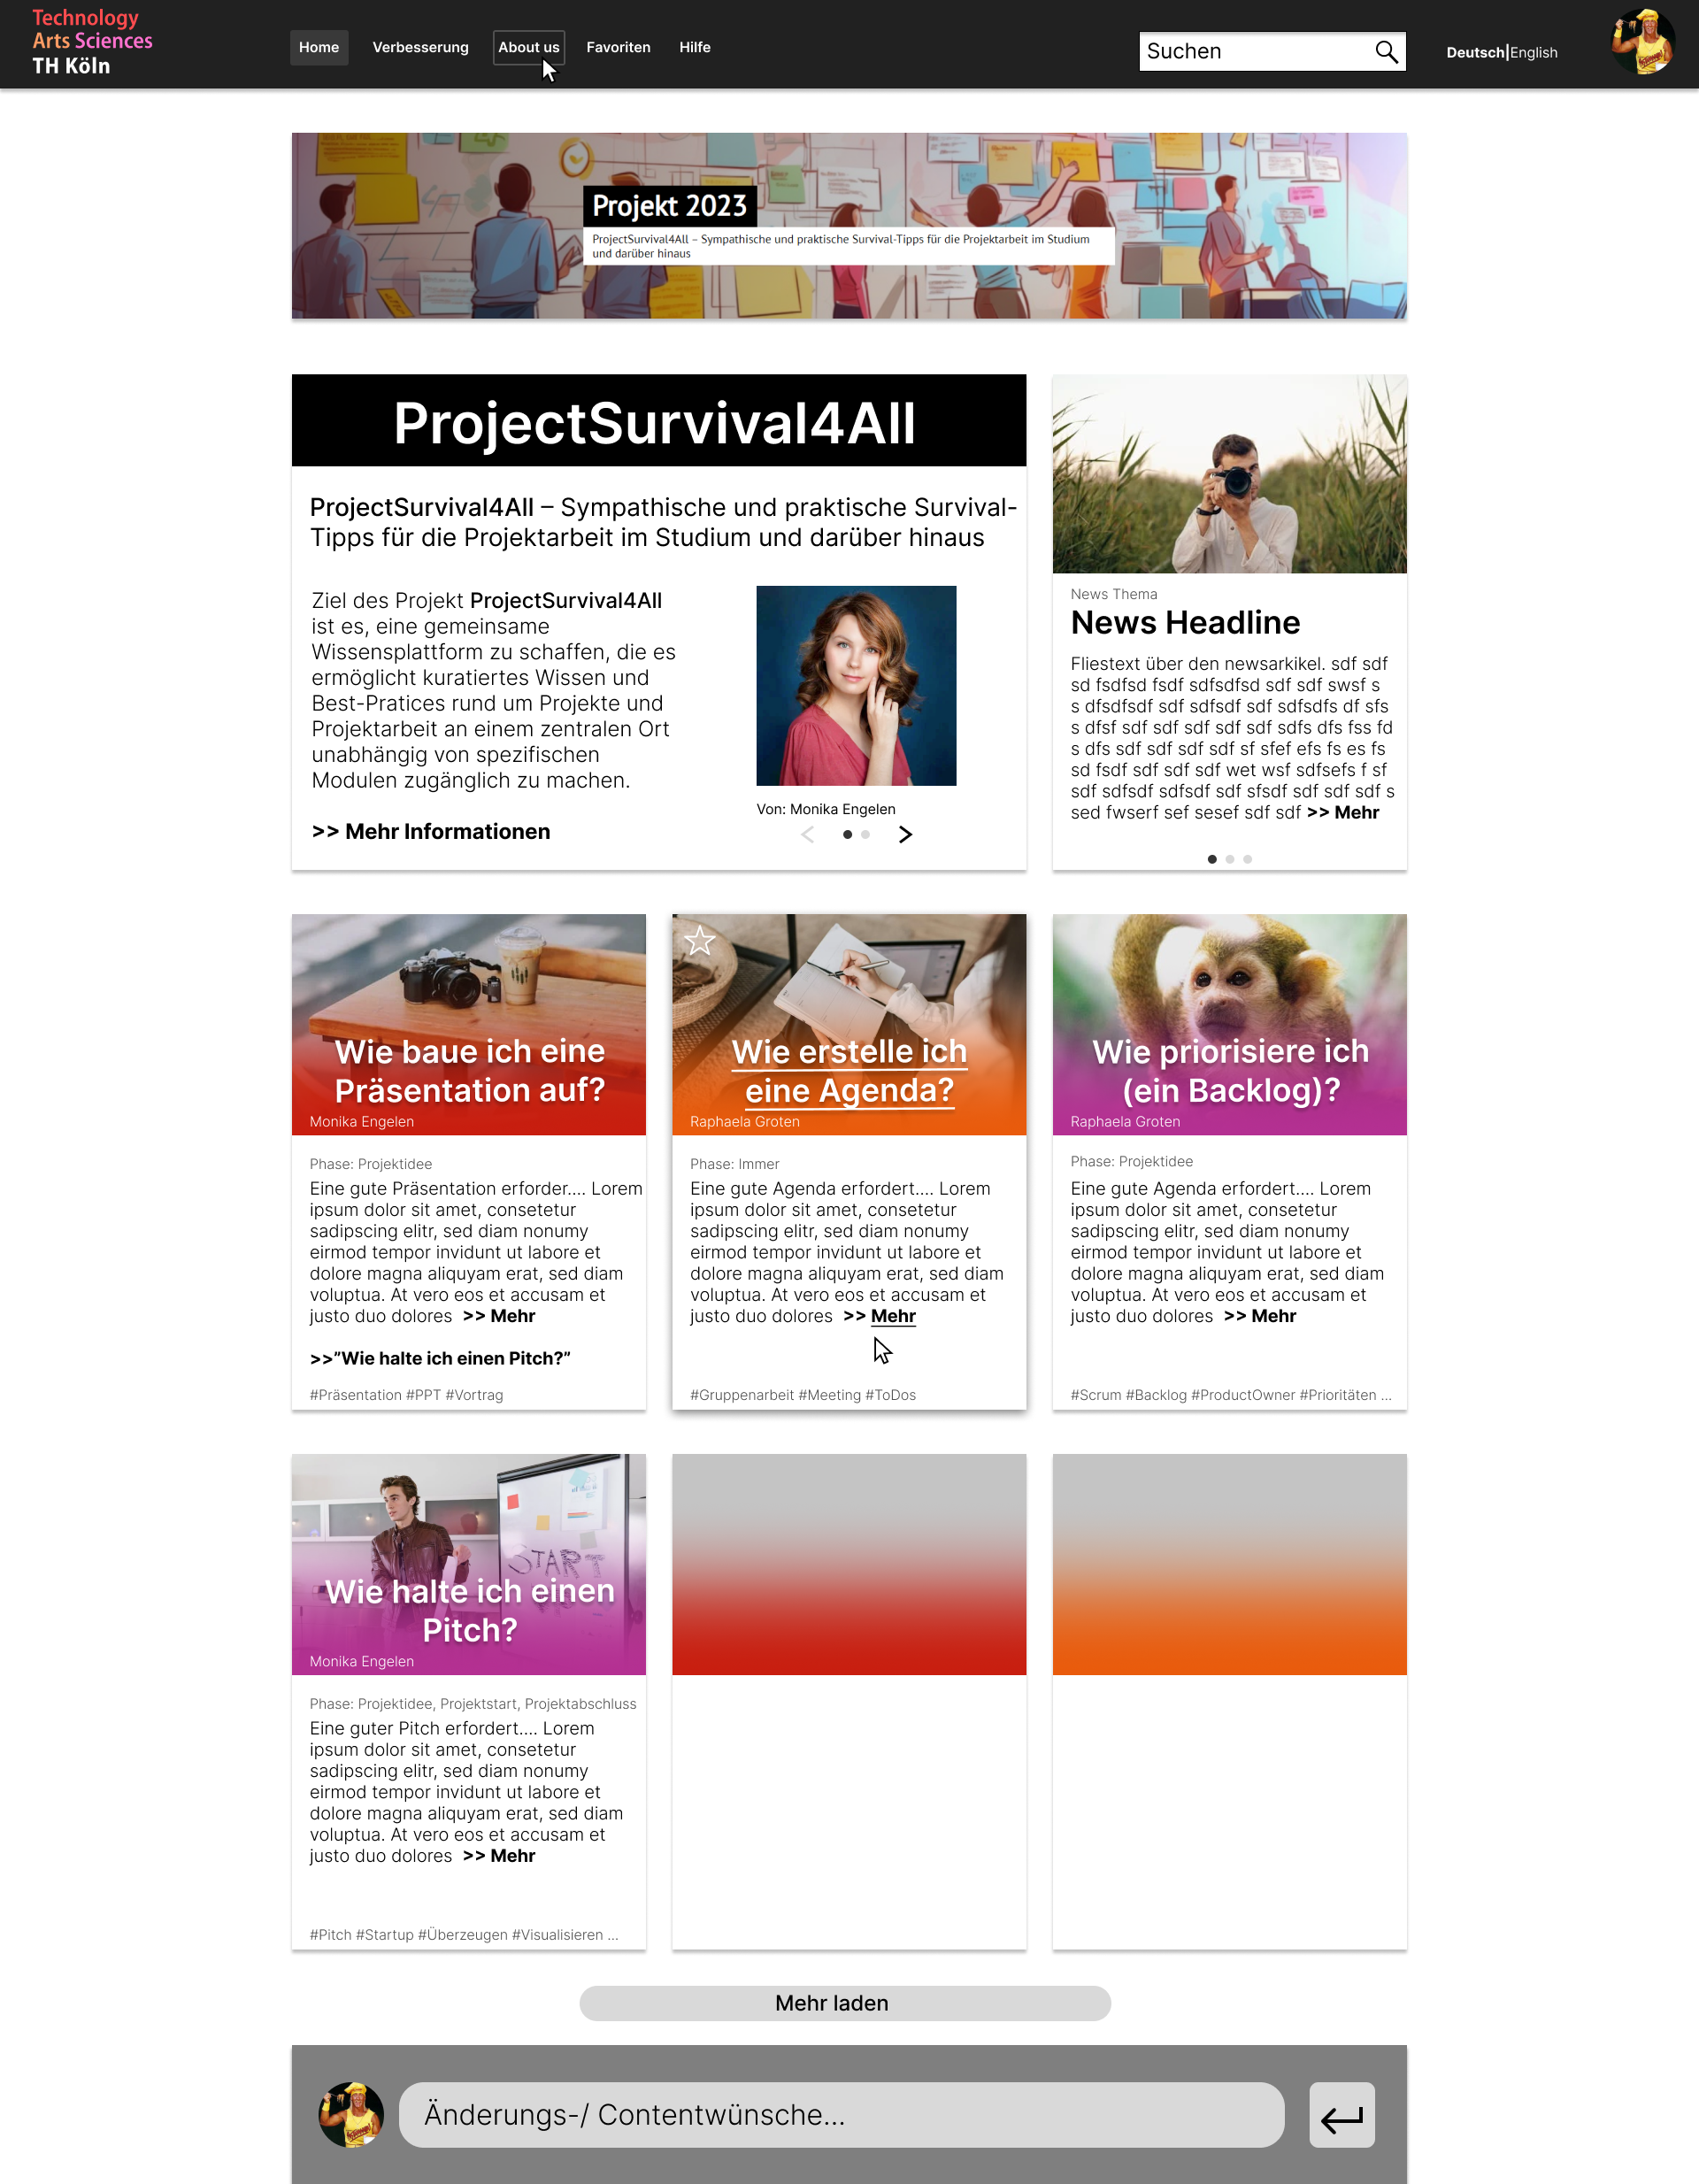 Technology
Arts Sciences
TH Köln
Home Verbesserung About us Favoriten Hilfe
Suchen
Deutsch|English
Projekt 2023
ProjectSurvival4All – Sympathische und praktische Survival-Tipps für die Projektarbeit im Studium
und darüber hinaus
ProjectSurvival4All
ProjectSurvival4All – Sympathische und praktische Survival-
Tipps für die Projektarbeit im Studium und darüber hinaus
Ziel des Projekt ProjectSurvival4All
ist es, eine gemeinsame
Wissensplattform zu schaffen, die es
ermöglicht kuratiertes Wissen und
Best-Pratices rund um Projekte und
Projektarbeit an einem zentralen Ort
unabhängig von spezifischen
Modulen zugänglich zu machen.
>> Mehr Informationen
Von: Monika Engelen
News Thema
News Headline
Fliestext über den newsarkikel. sdf sdf
sd fsdfsd fsdf sdfsdfsd sdf sdf swsf s
s dfsdfsdf sdf sdfsdf sdf sdfsdfs df sfs
s dfsf sdf sdf sdf sdf sdf sdfs dfs fss fd
s dfs sdf sdf sdf sdf sf sfef efs fs es fs
sd fsdf sdf sdf sdf wet wsf sdfsefs f sf
sdf sdfsdf sdfsdf sdf sfsdf sdf sdf sdf s
sed fwserf sef sesef sdf sdf >> Mehr
Wie baue ich eine
Präsentation auf?
Monika Engelen
Phase: Projektidee
Eine gute Präsentation erforder.... Lorem
ipsum dolor sit amet, consetetur
sadipscing elitr, sed diam nonumy
eirmod tempor invidunt ut labore et
dolore magna aliquyam erat, sed diam
voluptua. At vero eos et accusam et
justo duo dolores >> Mehr
>>”Wie halte ich einen Pitch?”
#Präsentation #PPT #Vortrag
Wie erstelle ich
eine Agenda?
Raphaela Groten
Phase: Immer
Eine gute Agenda erfordert.... Lorem
ipsum dolor sit amet, consetetur
sadipscing elitr, sed diam nonumy
eirmod tempor invidunt ut labore et
dolore magna aliquyam erat, sed diam
voluptua. At vero eos et accusam et
justo duo dolores >> Mehr
#Gruppenarbeit #Meeting #ToDos
Wie priorisiere ich
(ein Backlog)?
Raphaela Groten
Phase: Projektidee
Eine gute Agenda erfordert.... Lorem
ipsum dolor sit amet, consetetur
sadipscing elitr, sed diam nonumy
eirmod tempor invidunt ut labore et
dolore magna aliquyam erat, sed diam
voluptua. At vero eos et accusam et
justo duo dolores >> Mehr
#Scrum #Backlog #ProductOwner #Prioritäten ...
START
Wie halte ich einen
Pitch?
Monika Engelen
Phase: Projektidee, Projektstart, Projektabschluss
Eine guter Pitch erfordert.... Lorem
ipsum dolor sit amet, consetetur
sadipscing elitr, sed diam nonumy
eirmod tempor invidunt ut labore et
dolore magna aliquyam erat, sed diam
voluptua. At vero eos et accusam et
justo duo dolores >> Mehr
#Pitch #Startup #Überzeugen #Visualisieren ...
Mehr laden
Änderungs-/ Contentwünsche...